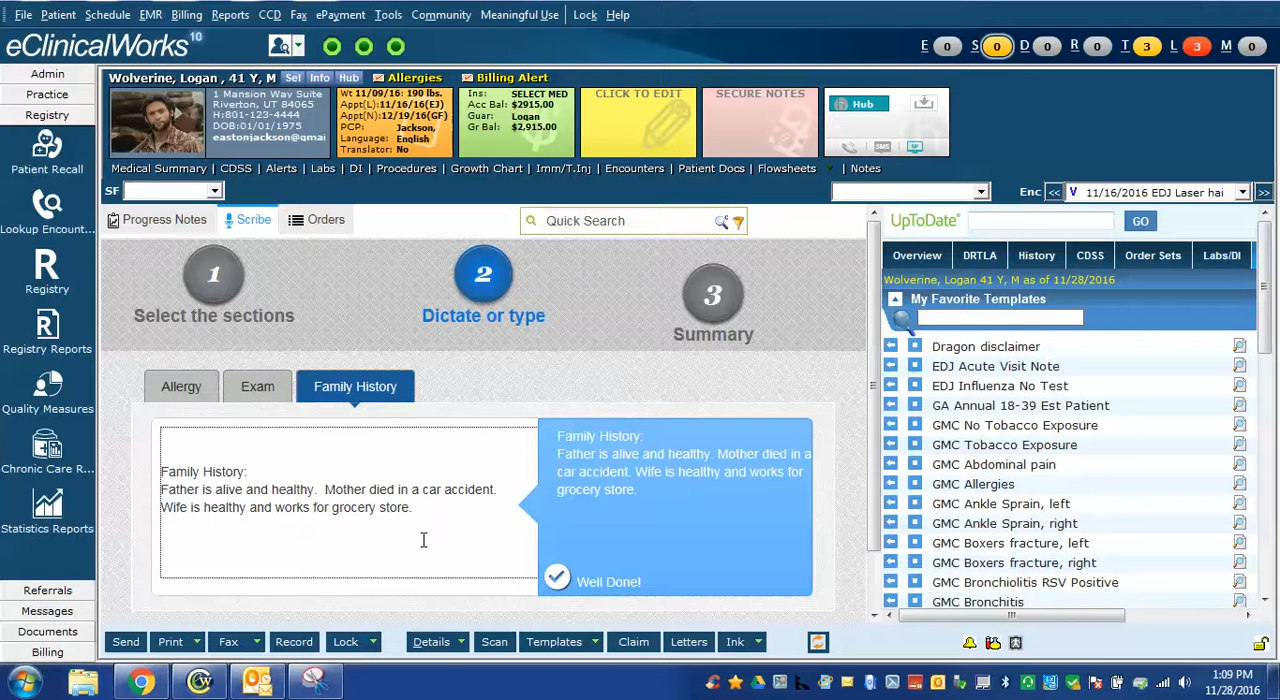 File Patient Schedule EMR Billing Reports CCD Fax ePayment Tools Community Meaningful Use Lock Help
eClinicalWorks 10
E 0 S 0 D 0 R 0 T 3 L 3 M 0
Admin
Practice
Registry
Patient Recall
Lookup Encount...
Registry
Registry Reports
Quality Measures
Chronic Care R...
Statistics Reports
Referrals
Messages
Documents
Billing
Wolverine, Logan , 41 Y, M Sel Info Hub Allergies Billing Alert
1 Mansion Way Suite
Riverton, UT 84065
H:801-123-4444
DOB:01/01/1975
eastonjackson@gmai
Wt 11/09/16: 190 lbs.
Appt(L):11/16/16(EJ)
Appt(N):12/19/16(GF)
PCP: Jackson,
Language: English
Translator: No
Ins: SELECT MED
Acc Bal: $2915.00
Guar: Logan
Gr Bal: $2,915.00
CLICK TO EDIT
SECURE NOTES
Hub
Medical Summary CDSS Alerts Labs DI Procedures Growth Chart Imm/T.Inj Encounters Patient Docs Flowsheets Notes
SF
Enc << V 11/16/2016 EDJ Laser hai >>
Progress Notes Scribe Orders
Quick Search
1 2 3
Select the sections
Dictate or type
Summary
Allergy Exam Family History
Family History:
Father is alive and healthy. Mother died in a car accident.
Wife is healthy and works for grocery store.
Family History:
Father is alive and healthy. Mother died in a
car accident. Wife is healthy and works for
grocery store.
Well Done!
UpToDate GO
Overview DRTLA History CDSS Order Sets Labs/DI
Wolverine, Logan 41 Y, M as of 11/28/2016
My Favorite Templates
Dragon disclaimer
EDJ Acute Visit Note
EDJ Influenza No Test
GA Annual 18-39 Est Patient
GMC No Tobacco Exposure
GMC Tobacco Exposure
GMC Abdominal pain
GMC Allergies
GMC Ankle Sprain, left
GMC Ankle Sprain, right
GMC Boxers fracture, left
GMC Boxers fracture, right
GMC Bronchiolitis RSV Positive
GMC Bronchitis
Send Print Fax Record Lock Details Scan Templates Claim Letters Ink
1:09 PM
11/28/2016